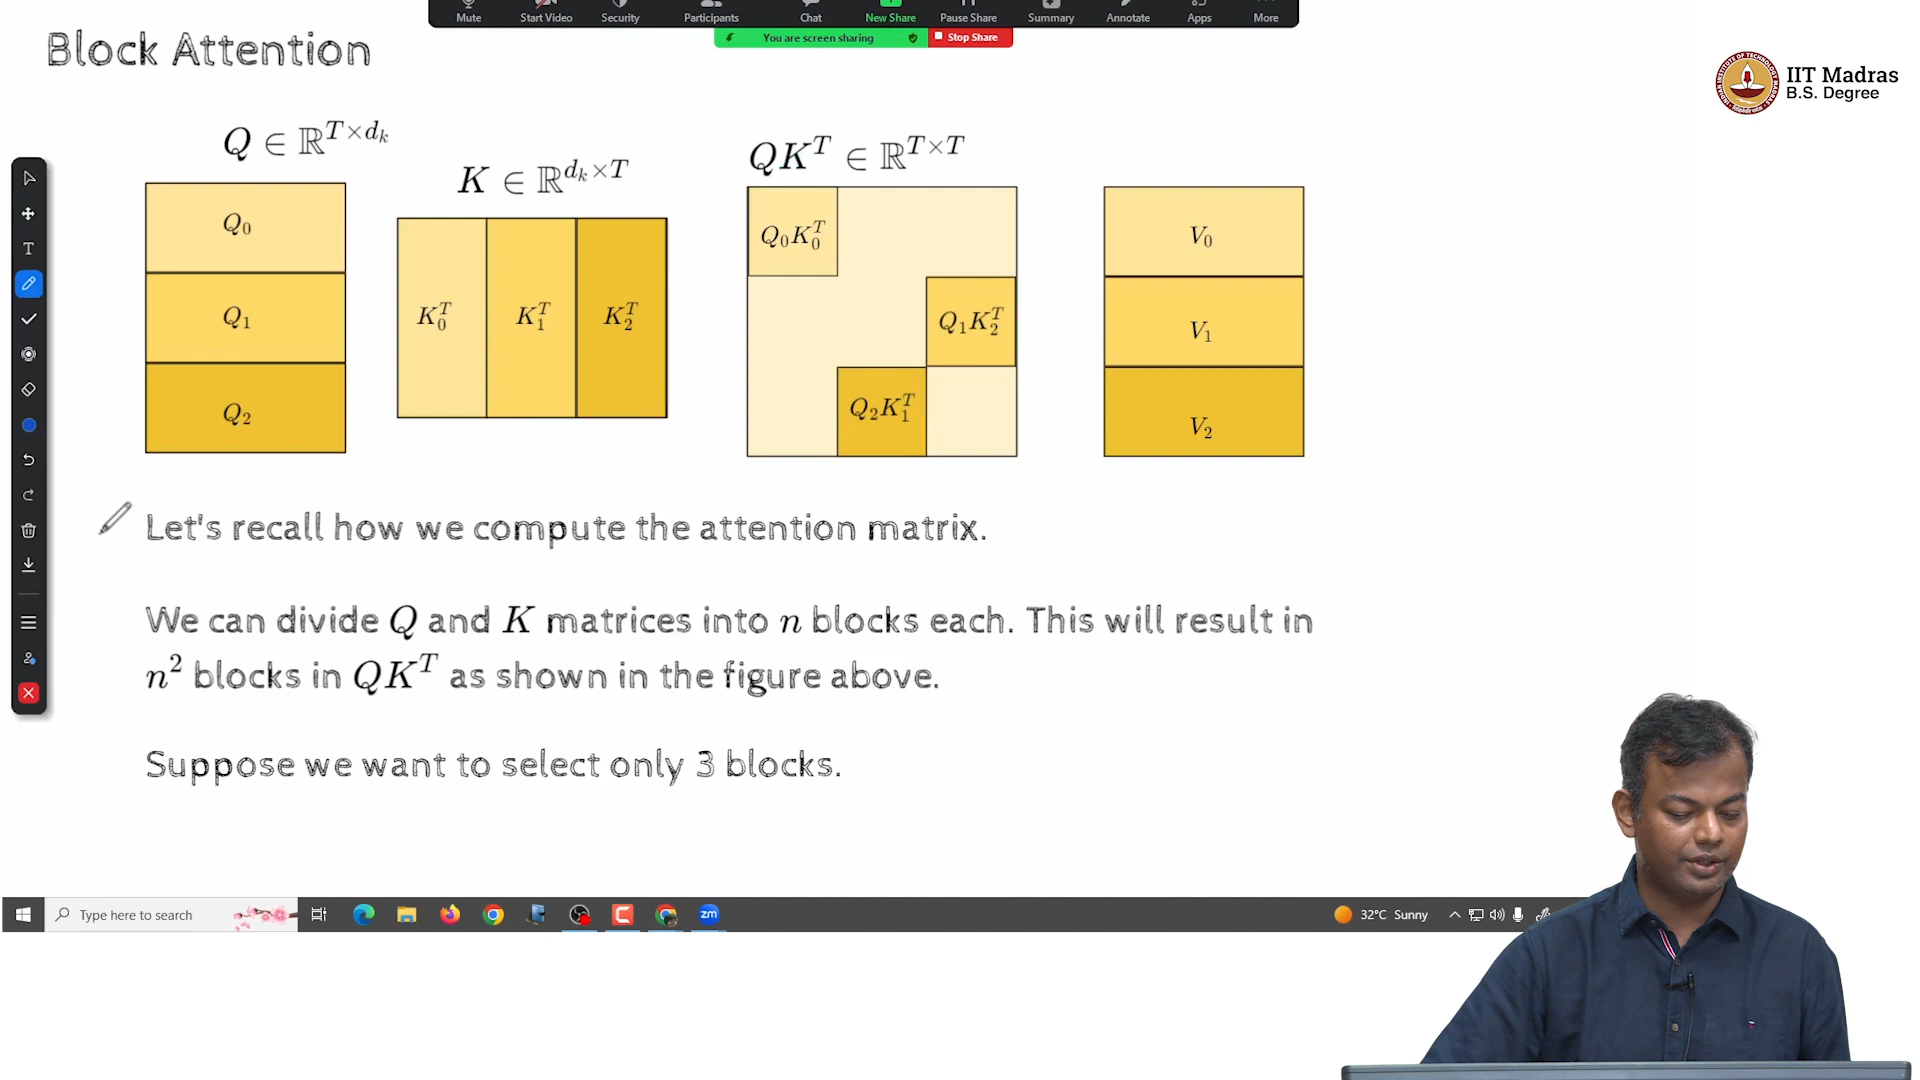 Mute Start Video Security Participants Chat New Share Pause Share Summary Annotate Apps More
You are screen sharing Stop Share
Block Attention
IIT Madras
B.S. Degree
Q ∈ ℝ^{T×d_k}
K ∈ ℝ^{d_k×T}
QK^T ∈ ℝ^{T×T}
Q_0
Q_1
Q_2
K_0^T K_1^T K_2^T
Q_0K_0^T
Q_1K_2^T
Q_2K_1^T
V_0
V_1
V_2
Let's recall how we compute the attention matrix.
We can divide Q and K matrices into n blocks each. This will result in
n^2 blocks in QK^T as shown in the figure above.
Suppose we want to select only 3 blocks.
Type here to search
zm
32°C Sunny